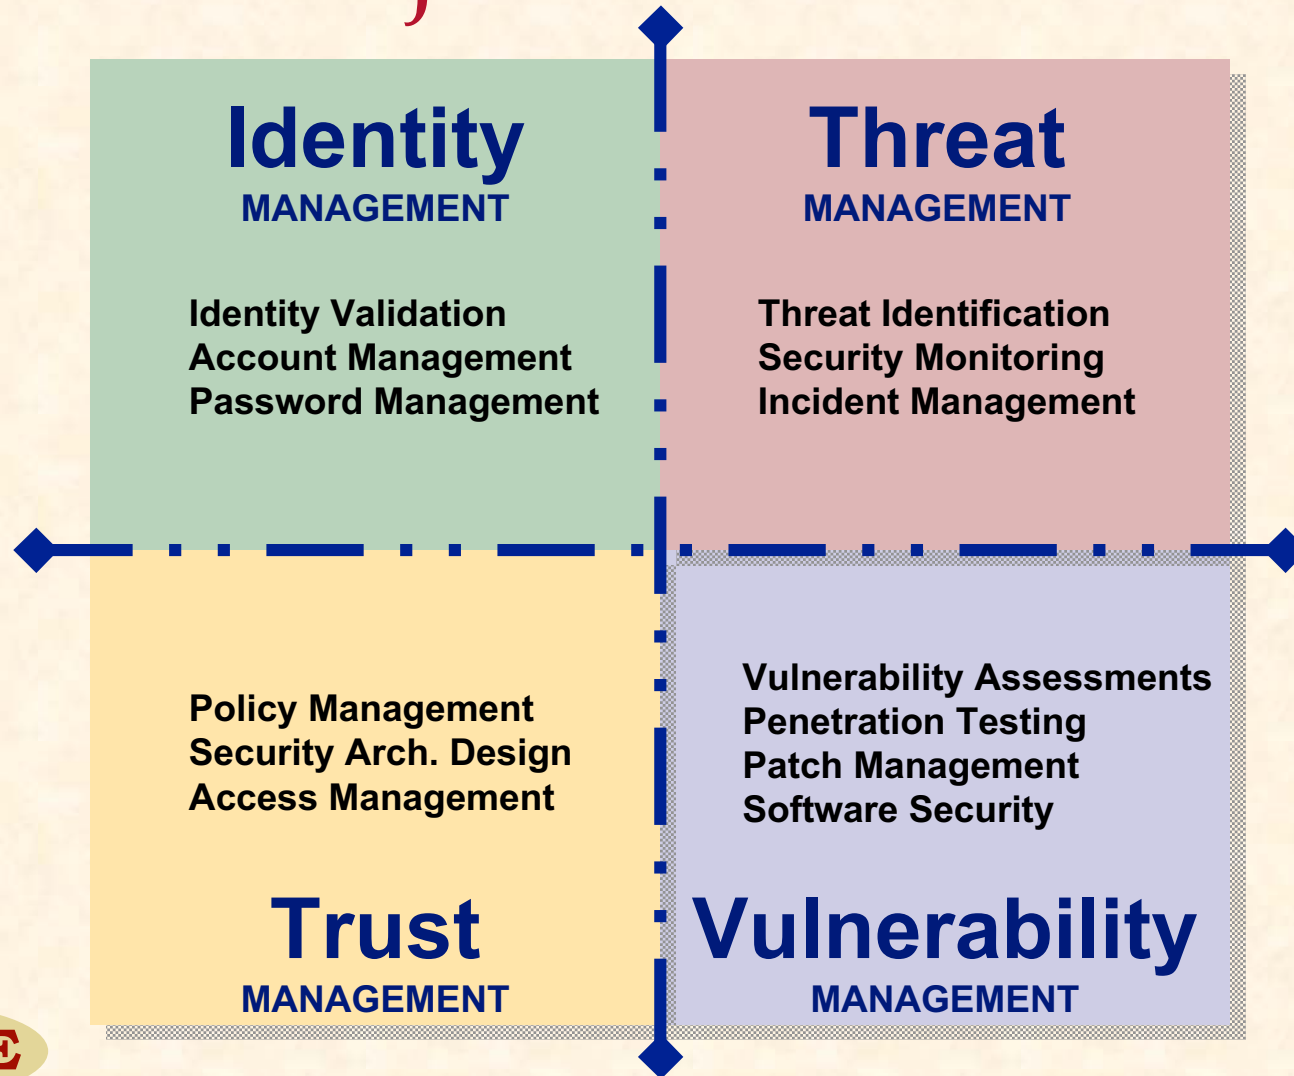 Identity
MANAGEMENT
Identity Validation
Account Management
Password Management
Threat
MANAGEMENT
Threat Identification
Security Monitoring
Incident Management
Policy Management
Security Arch. Design
Access Management
Trust
MANAGEMENT
Vulnerability Assessments
Penetration Testing
Patch Management
Software Security
Vulnerability
MANAGEMENT